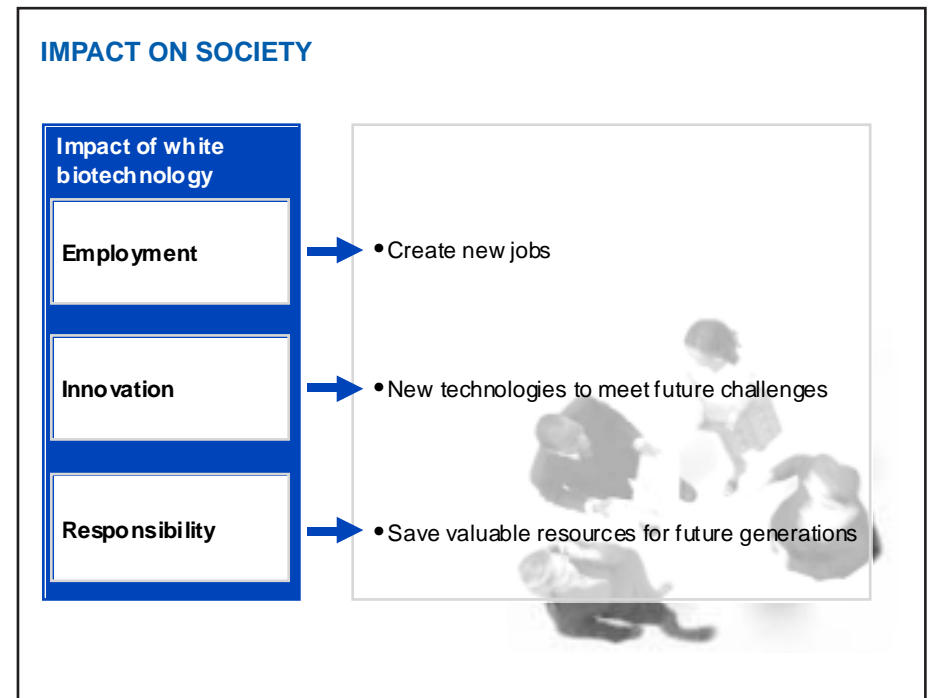 IMPACT ON SOCIETY
Impact of white
biotechnology
Employment
• Create new jobs
Innovation
• New technologies to meet future challenges
Responsibility
• Save valuable resources for future generations